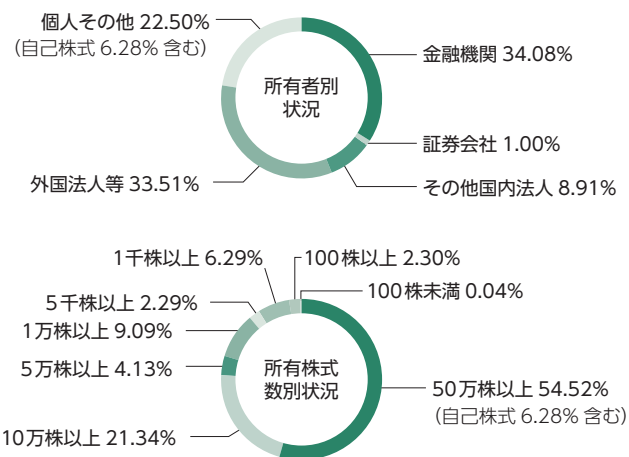 個人その他 22.50%
（自己株式 6.28% 含む）
金融機関 34.08%
所有者別
状況
証券会社 1.00%
外国法人等 33.51%
その他国内法人 8.91%
1千株以上 6.29%
100株以上 2.30%
100株未満 0.04%
5千株以上 2.29%
1万株以上 9.09%
5万株以上 4.13%
所有株式
数別状況
50万株以上 54.52%
（自己株式 6.28% 含む）
10万株以上 21.34%